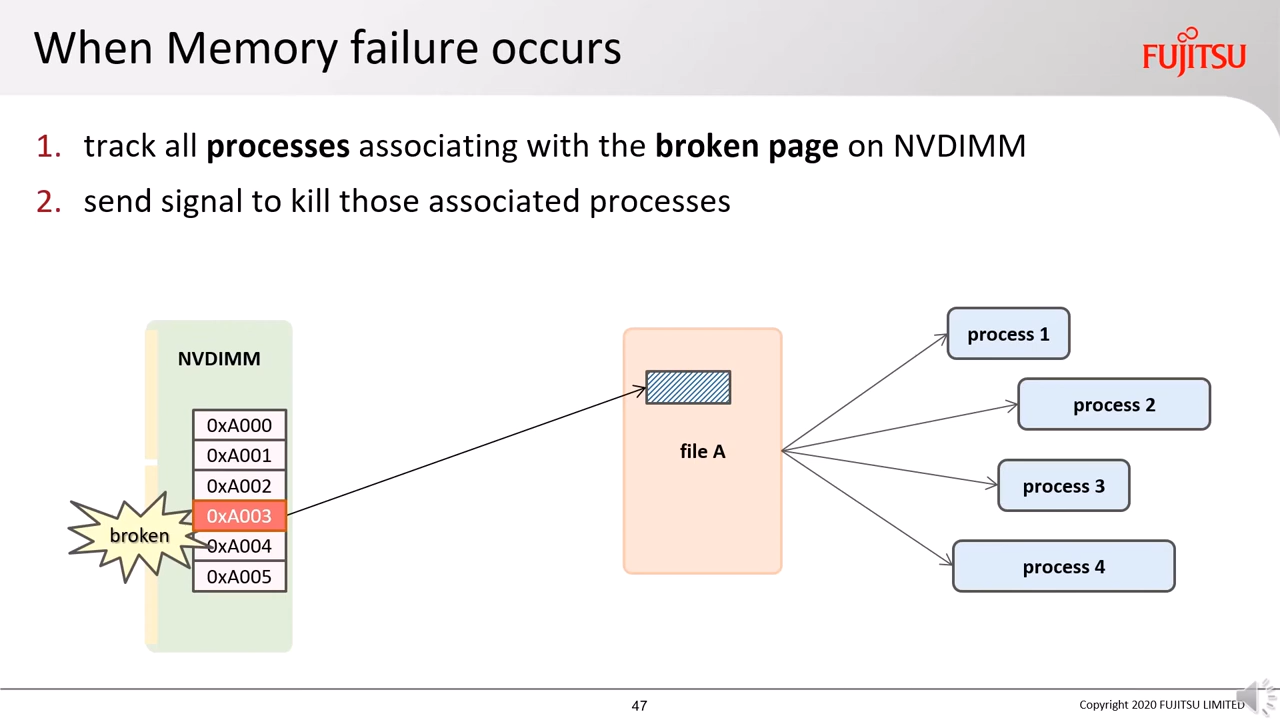 When Memory failure occurs
FUJITSU
1. track all processes associating with the broken page on NVDIMM
2. send signal to kill those associated processes
NVDIMM
0xA000
0xA001
0xA002
0xA003
0xA004
0xA005
broken
file A
process 1
process 2
process 3
process 4
47
Copyright 2020 FUJITSU LIMITED